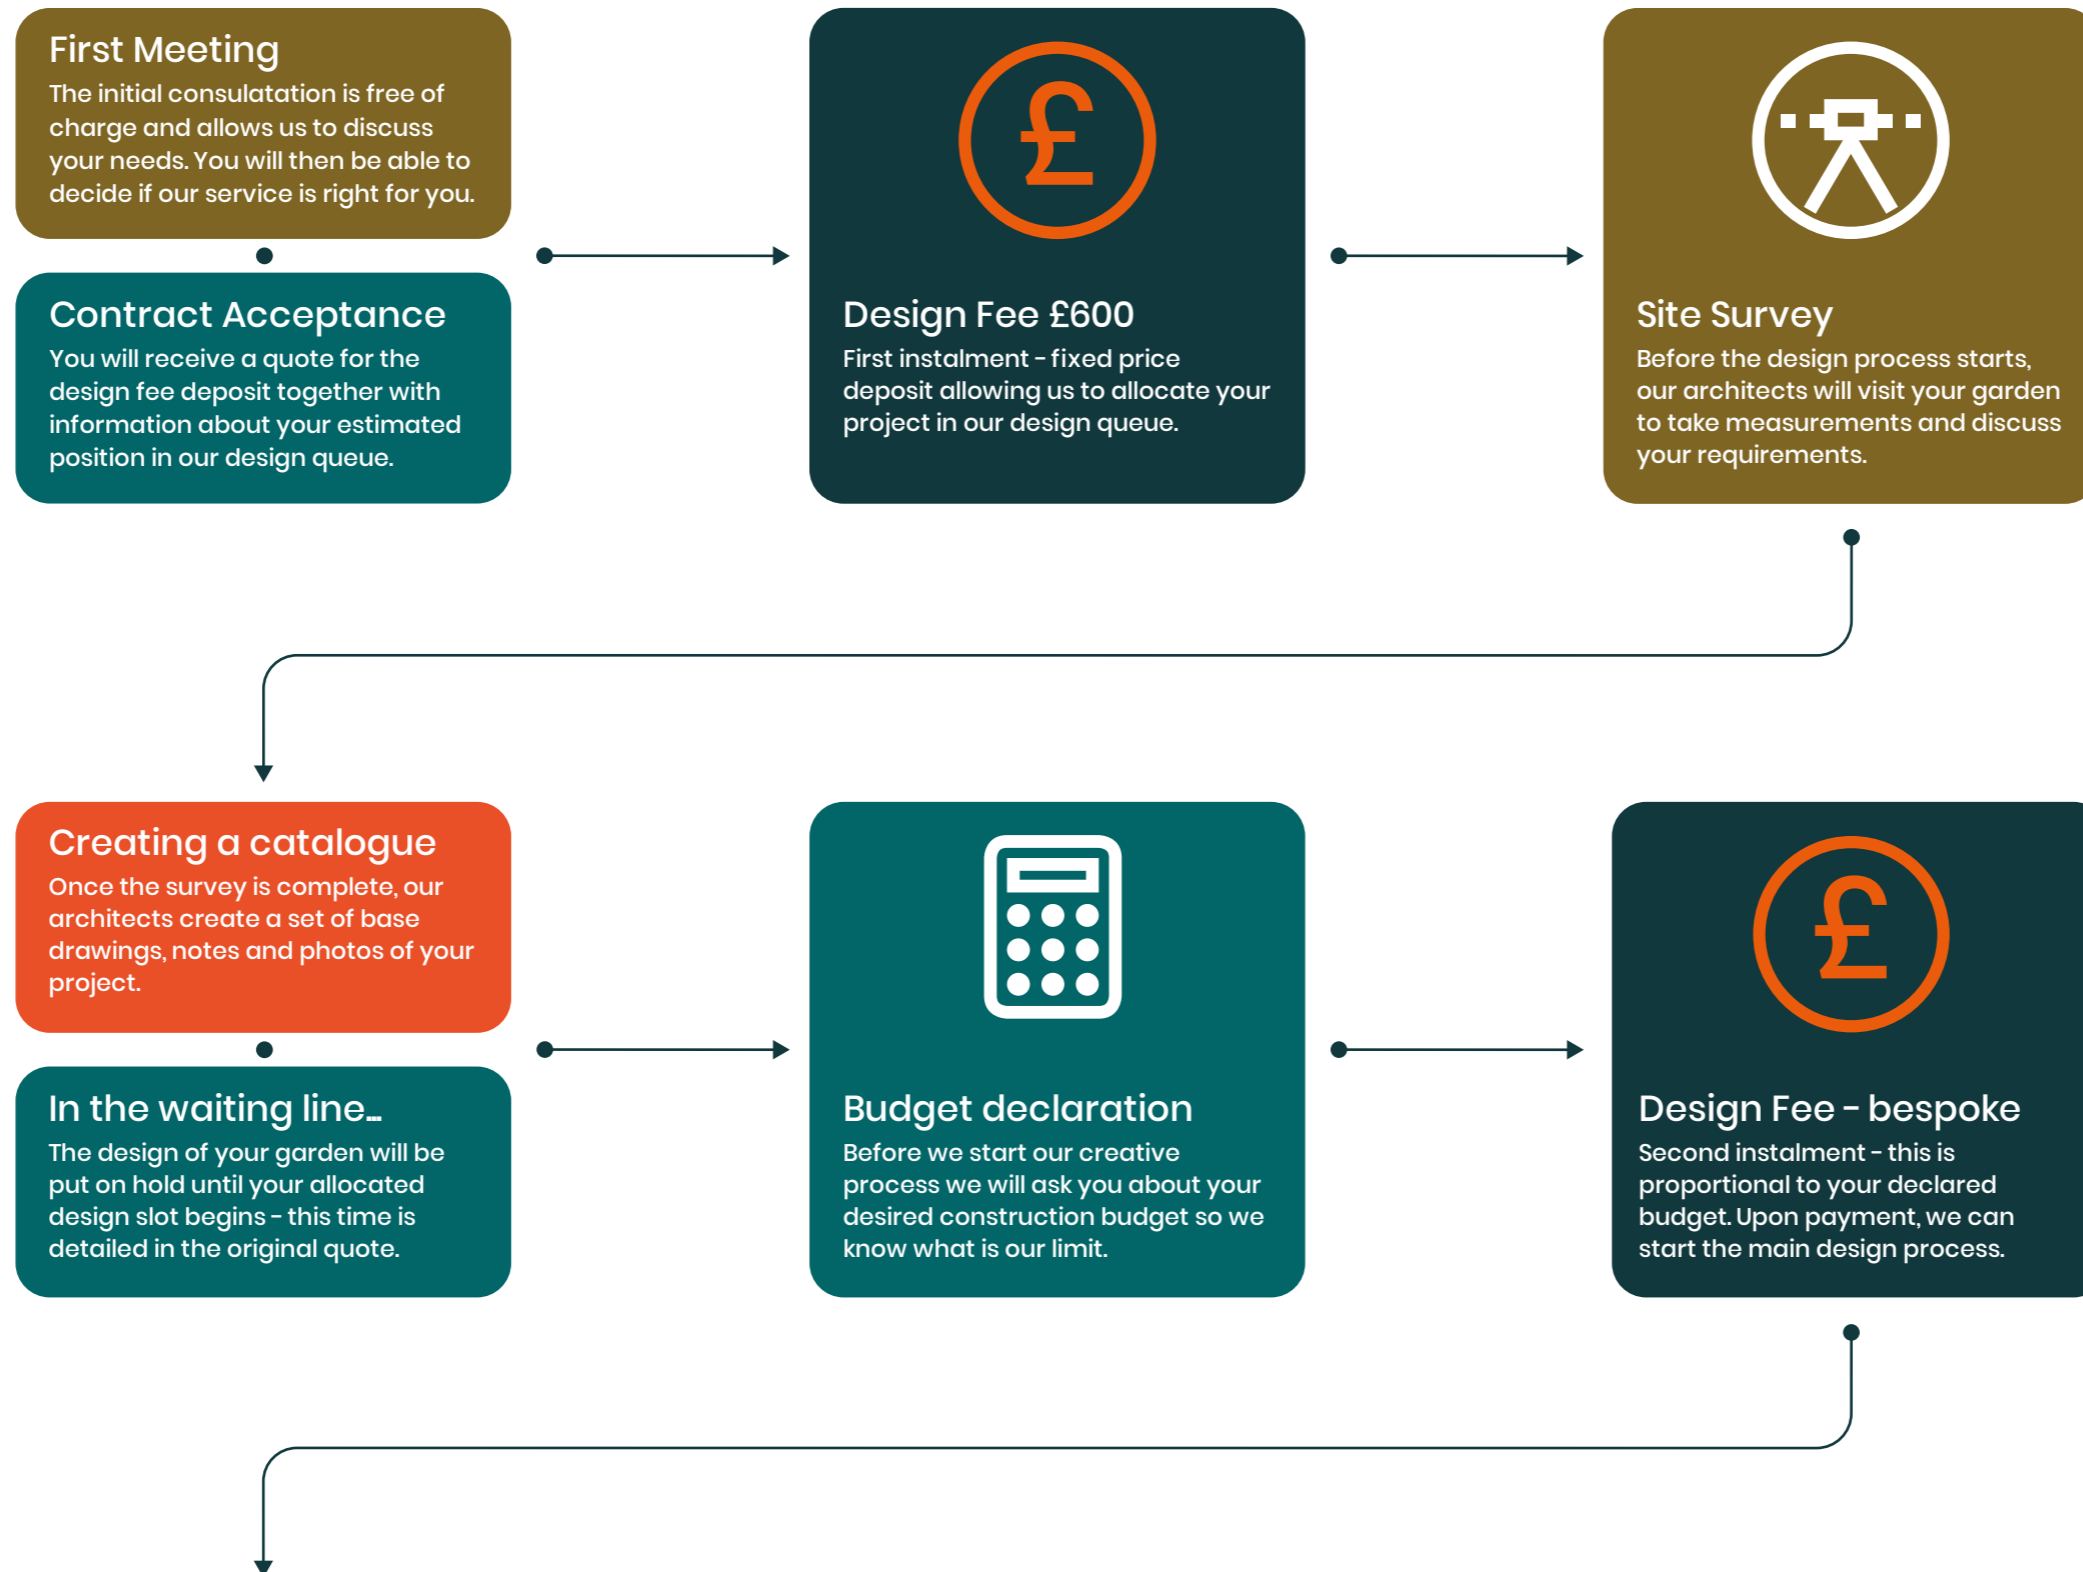 First Meeting
The initial consulatation is free of
charge and allows us to discuss
your needs. You will then be able to
decide if our service is right for you.
Contract Acceptance
You will receive a quote for the
design fee deposit together with
information about your estimated
position in our design queue.
£
Design Fee £600
First instalment - fixed price
deposit allowing us to allocate your
project in our design queue.
Site Survey
Before the design process starts,
our architects will visit your garden
to take measurements and discuss
your requirements.
Creating a catalogue
Once the survey is complete, our
architects create a set of base
drawings, notes and photos of your
project.
In the waiting line...
The design of your garden will be
put on hold until your allocated
design slot begins - this time is
detailed in the original quote.
Budget declaration
Before we start our creative
process we will ask you about your
desired construction budget so we
know what is our limit.
£
Design Fee - bespoke
Second instalment - this is
proportional to your declared
budget. Upon payment, we can
start the main design process.